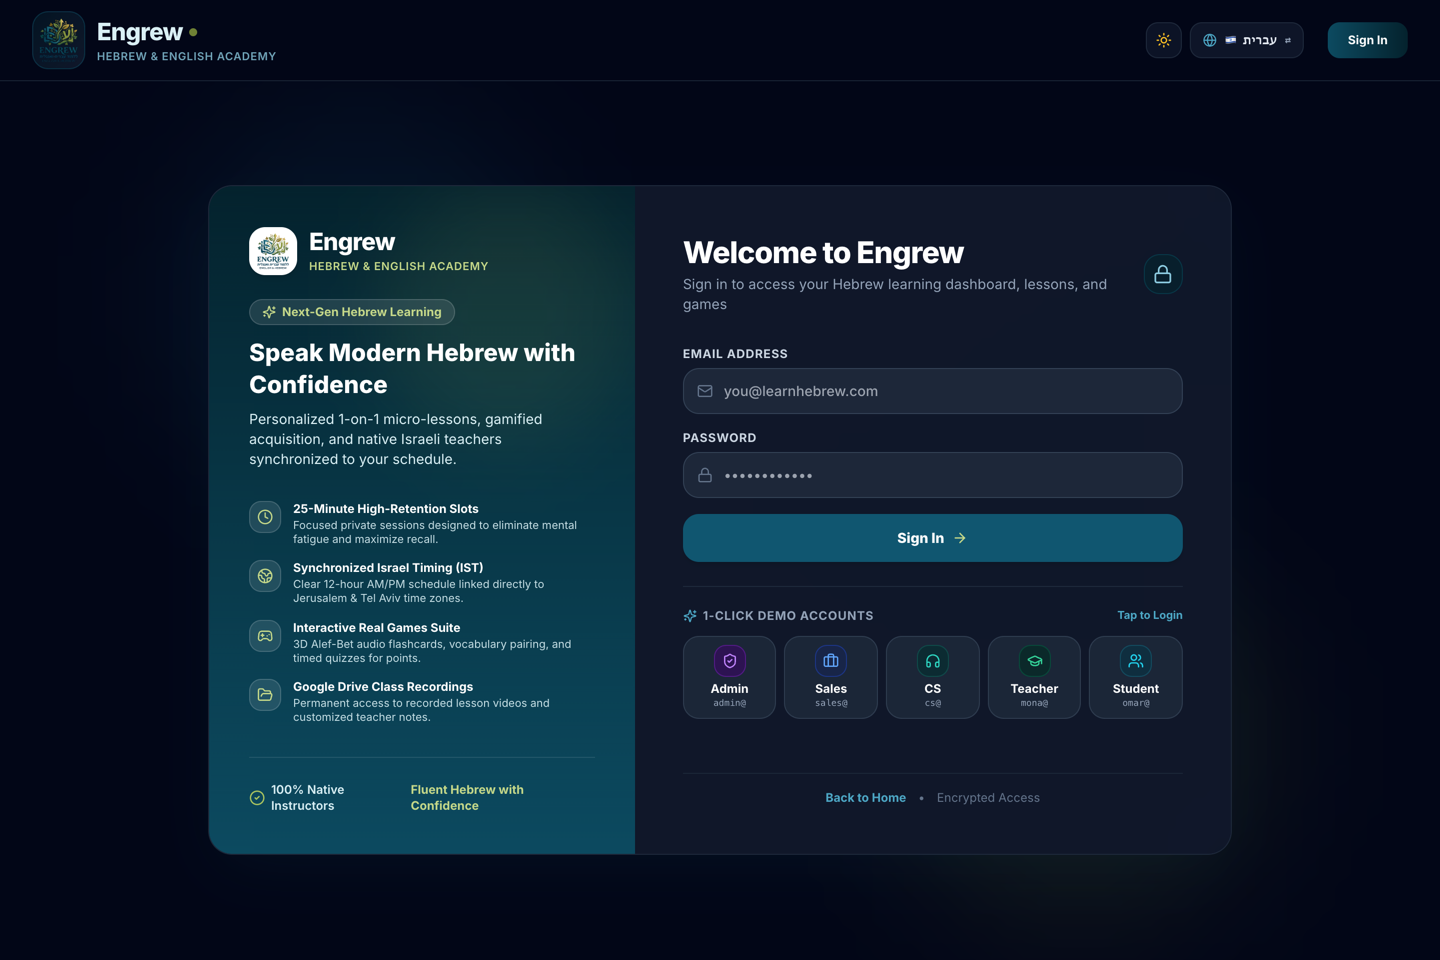 ENGREW
Engrew
HEBREW & ENGLISH ACADEMY
עברית ⇄
Sign In
ENGREW
Engrew
HEBREW & ENGLISH ACADEMY
Next-Gen Hebrew Learning
Speak Modern Hebrew with
Confidence
Personalized 1-on-1 micro-lessons, gamified
acquisition, and native Israeli teachers
synchronized to your schedule.
25-Minute High-Retention Slots
Focused private sessions designed to eliminate mental
fatigue and maximize recall.
Synchronized Israel Timing (IST)
Clear 12-hour AM/PM schedule linked directly to
Jerusalem & Tel Aviv time zones.
Interactive Real Games Suite
3D Alef-Bet audio flashcards, vocabulary pairing, and
timed quizzes for points.
Google Drive Class Recordings
Permanent access to recorded lesson videos and
customized teacher notes.
100% Native
Instructors
Fluent Hebrew with
Confidence
Welcome to Engrew
Sign in to access your Hebrew learning dashboard, lessons, and
games
EMAIL ADDRESS
you@learnhebrew.com
PASSWORD
••••••••••••
Sign In →
1-CLICK DEMO ACCOUNTS
Tap to Login
Admin
admin@
Sales
sales@
CS
cs@
Teacher
mona@
Student
omar@
Back to Home • Encrypted Access